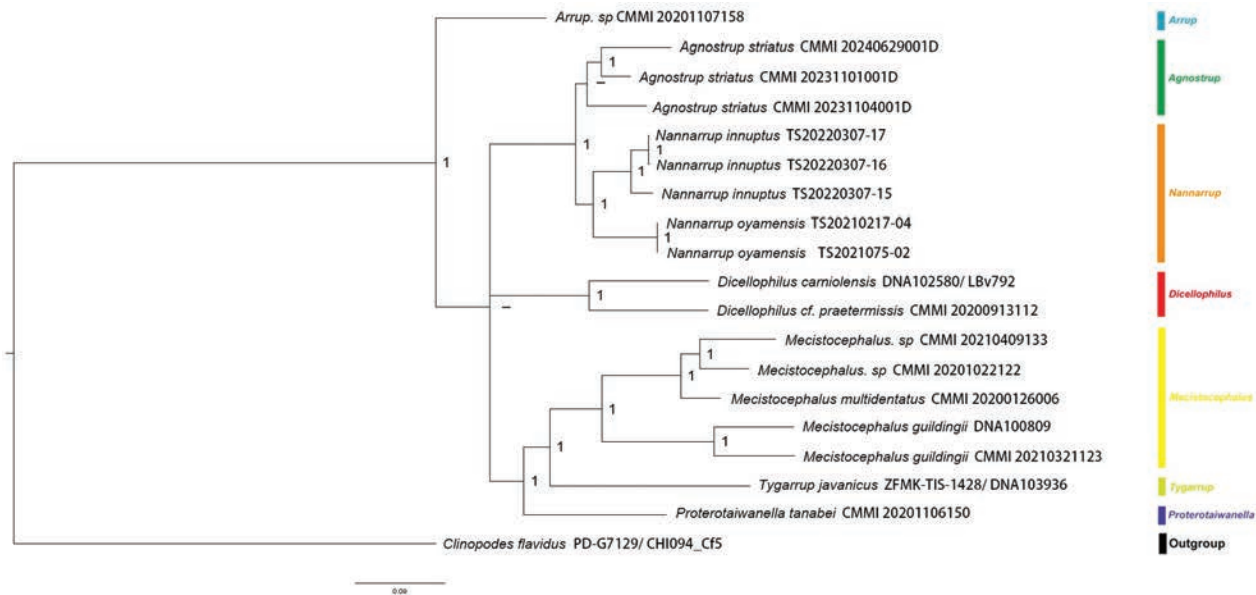 Arrup. sp CMMI 20201107158 Arrup
Agnostrup striatus CMMI 20240629001D
1
Agnostrup striatus CMMI 20231101001D Agnostrup
–
Agnostrup striatus CMMI 20231104001D
Nannarrup innuptus TS20220307-17
1
1
Nannarrup innuptus TS20220307-16
1
1
Nannarrup innuptus TS20220307-15 Nannarrup
1
Nannarrup oyamensis TS20210217-04
1
Nannarrup oyamensis TS2021075-02
Dicellophilus carniolensis DNA102580/ LBv792
1 Dicellophilus
–
Dicellophilus cf. praetermissis CMMI 20200913112
Mecistocephalus. sp CMMI 20210409133
1
Mecistocephalus. sp CMMI 20201022122
1
Mecistocephalus multidentatus CMMI 20200126006 Mecistocephalus
1
Mecistocephalus guildingii DNA100809
1
1
Mecistocephalus guildingii CMMI 20210321123
1
Tygarrup javanicus ZFMK-TIS-1428/ DNA103936 Tygarrup
Proterotaiwanella tanabei CMMI 20201106150 Proterotaiwanella
Clinopodes flavidus PD-G7129/ CHI094_Cf5 Outgroup
0.09